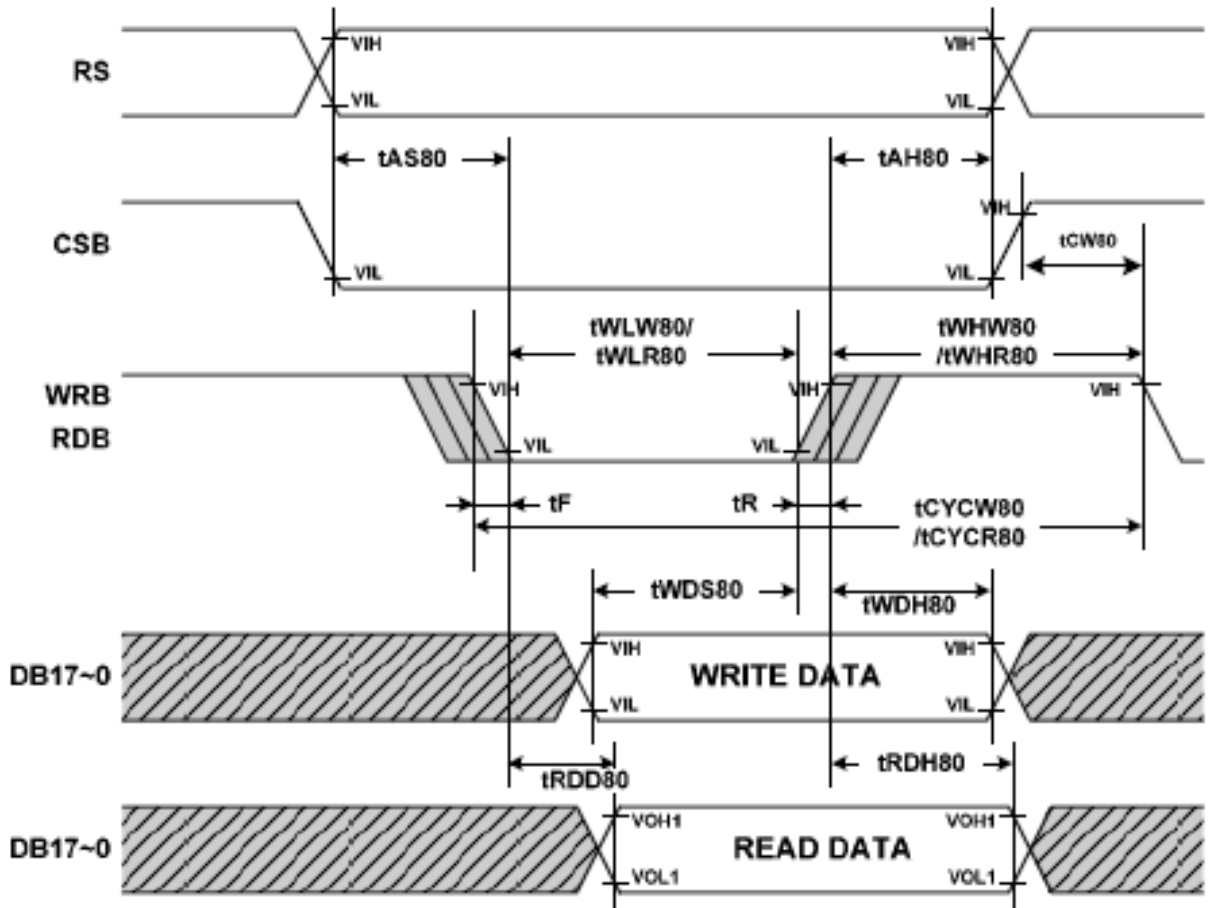 RS
VIH
VIH
VIL
VIL
tAS80
tAH80
CSB
VIH
tCW80
VIL
VIL
tWLW80/
tWLR80
tWHW80
/tWHR80
WRB
RDB
VIH
VIH
VIH
VIL
VIL
tF
tR
tCYCW80
/tCYCR80
tWDS80
tWDH80
DB17~0
VIH
WRITE DATA
VIH
VIL
VIL
tRDD80
tRDH80
DB17~0
VOH1
READ DATA
VOH1
VOL1
VOL1